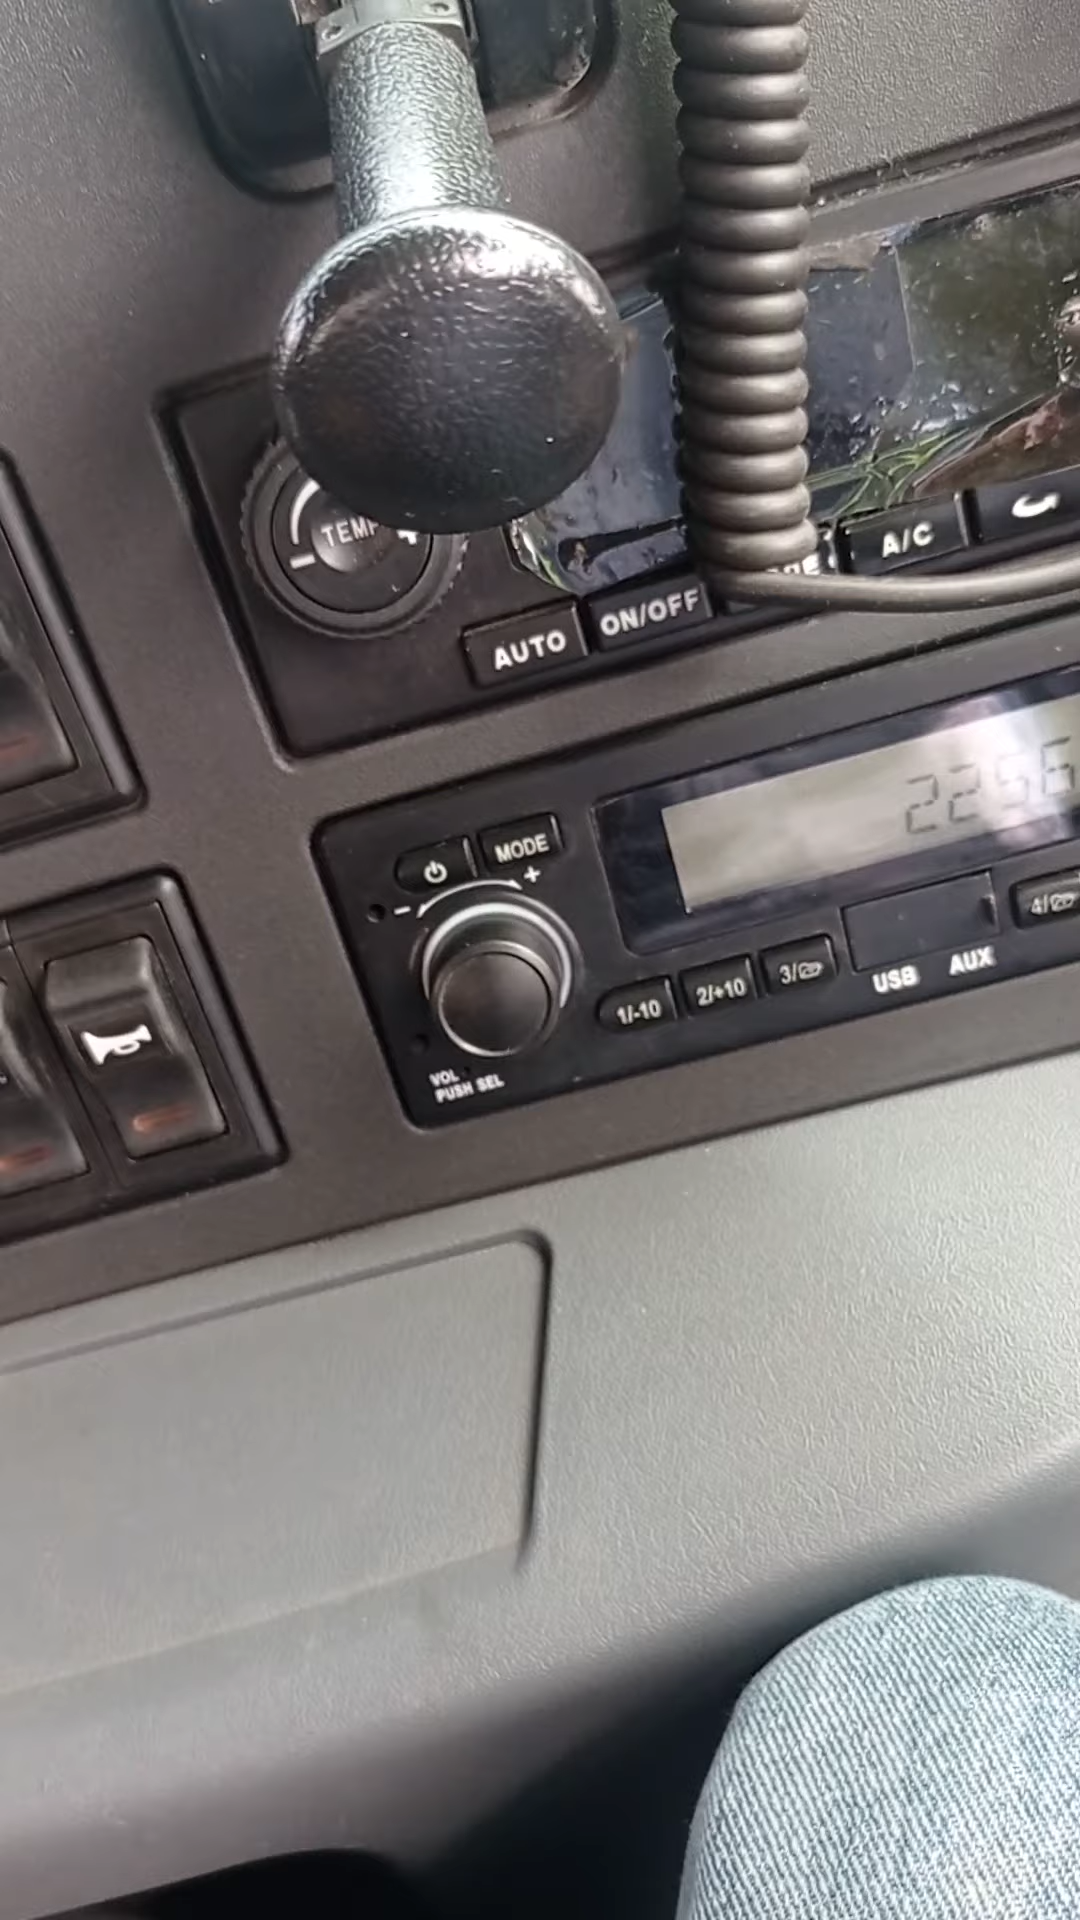 TEMP
AUTO
ON/OFF
A/C
MODE
2256
1/-10
2/+10
3/
USB
AUX
4/
VOL
PUSH SEL